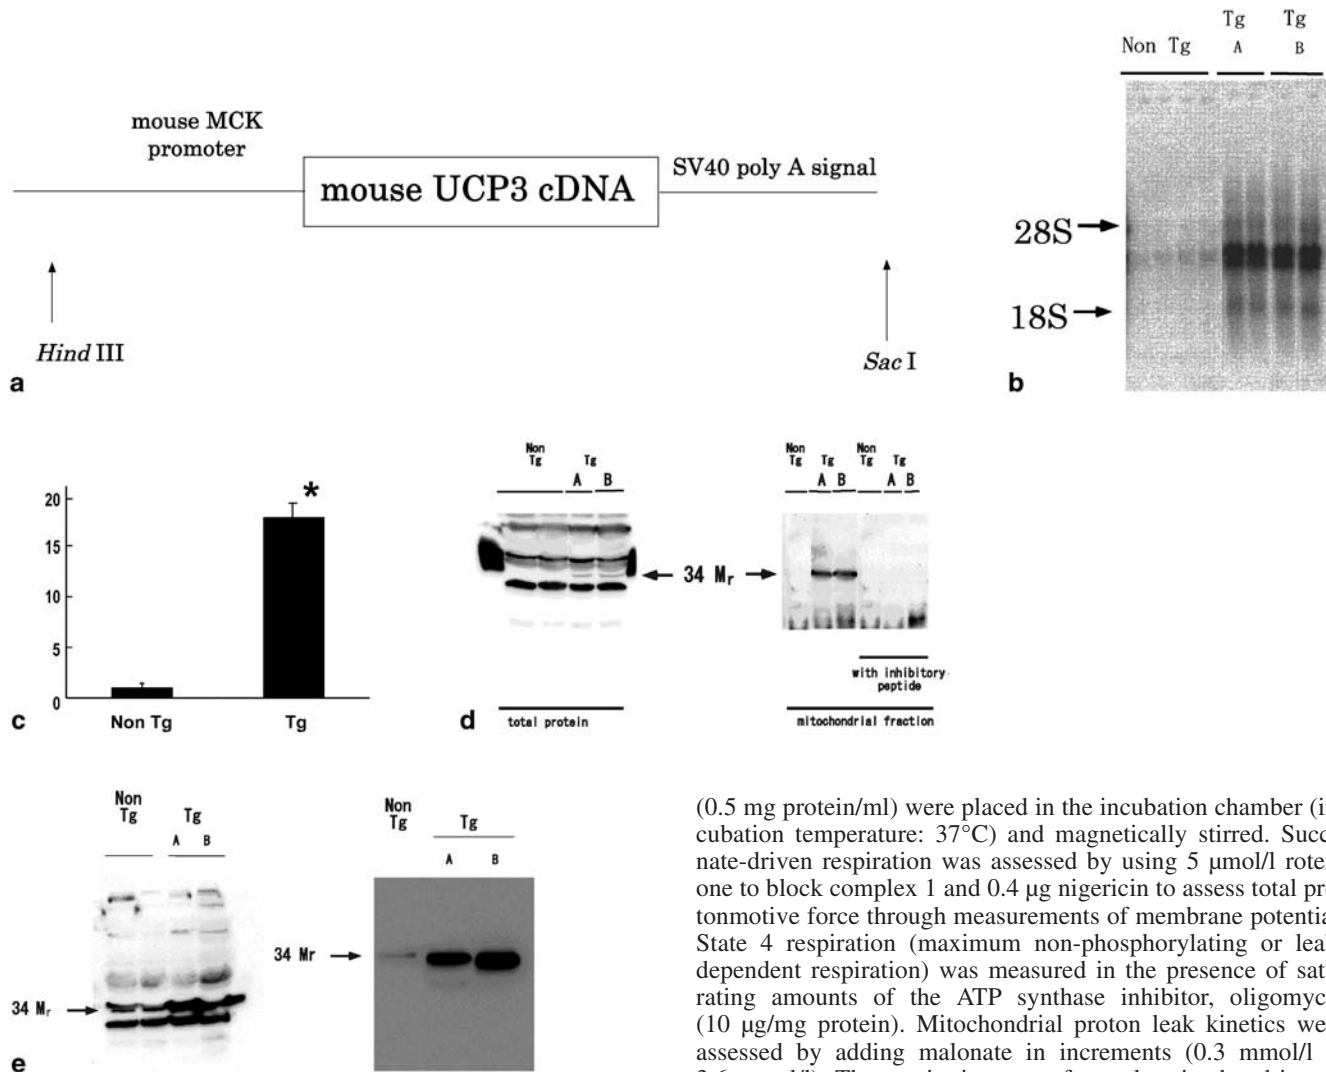 mouse MCK
promoter
mouse UCP3 cDNA
SV40 poly A signal
Hind III
Sac I
a
Tg Tg
Non Tg A B
28S
18S
b
20
15
10
5
0
Non Tg Tg
*
c
Non
Tg Tg
A B
34 Mr
Non
Tg Tg
A B
Non
Tg Tg
A B
with inhibitory
peptide
d
total protein
mitochondrial fraction
Non
Tg Tg
A B
34 Mr
e
Non
Tg Tg
A B
34 Mr
(0.5 mg protein/ml) were placed in the incubation chamber (in
cubation temperature: 37°C) and magnetically stirred. Succ
nate-driven respiration was assessed by using 5 µmol/l roten
one to block complex 1 and 0.4 µg nigericin to assess total pro
tonmotive force through measurements of membrane potentia
State 4 respiration (maximum non-phosphorylating or leak
dependent respiration) was measured in the presence of satu
rating amounts of the ATP synthase inhibitor, oligomyc
(10 µg/mg protein). Mitochondrial proton leak kinetics we
assessed by adding malonate in increments (0.3 mmol/l